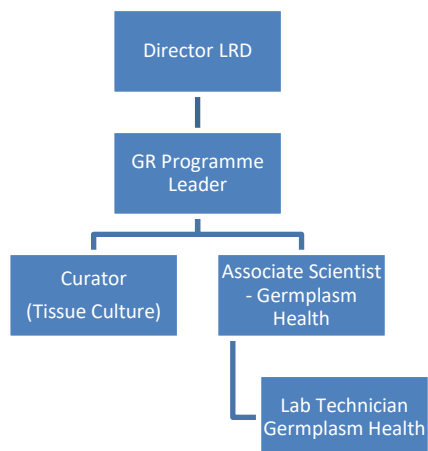 Director LRD
GR Programme
Leader
Curator
(Tissue Culture)
Associate Scientist
- Germplasm
Health
Lab Technician
Germplasm Health